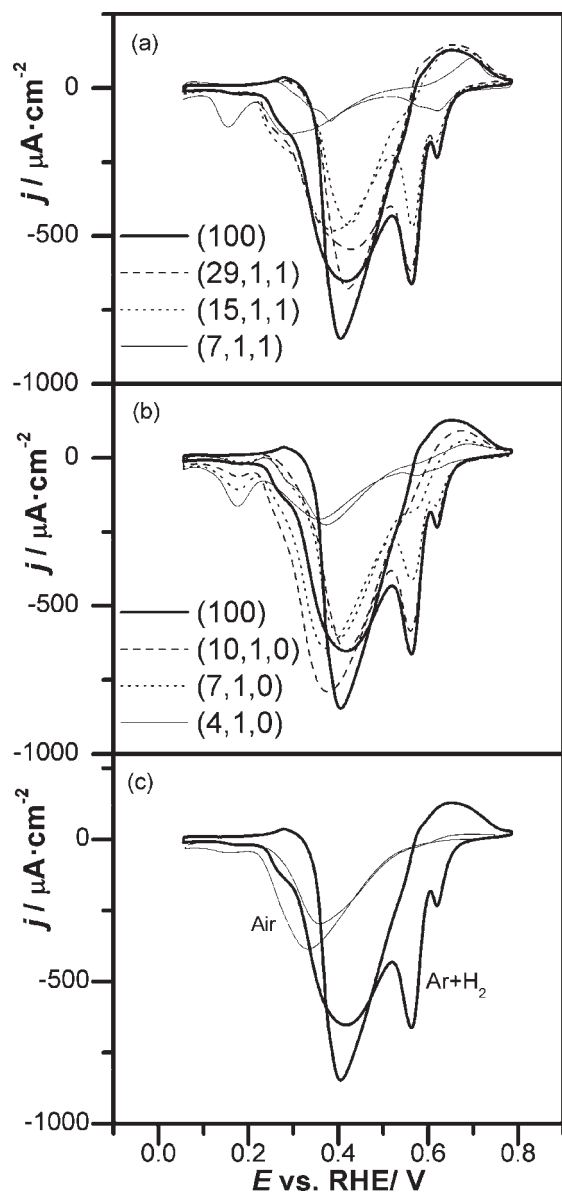 (a)
0
-500
-1000
j / μA·cm-2
(100)
(29,1,1)
(15,1,1)
(7,1,1)
(b)
0
-500
-1000
j / μA·cm-2
(100)
(10,1,0)
(7,1,0)
(4,1,0)
(c)
0
-500
-1000
j / μA·cm-2
Air
Ar+H2
0.0 0.2 0.4 0.6 0.8
E vs. RHE/ V